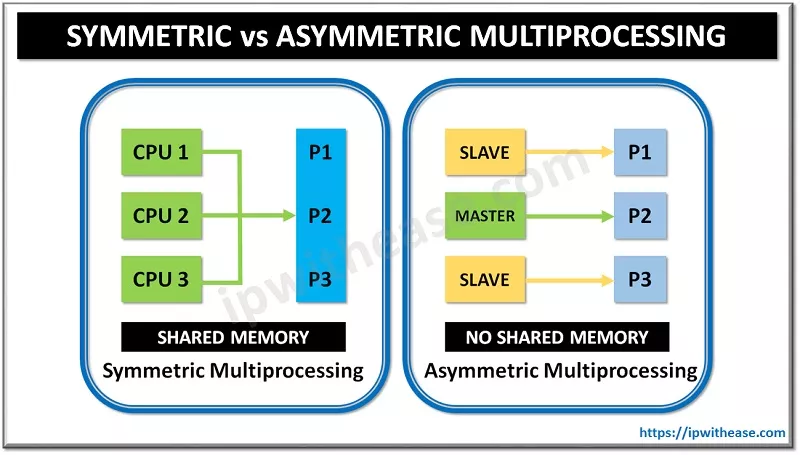 SYMMETRIC vs ASYMMETRIC MULTIPROCESSING
CPU 1
P1
CPU 2
P2
CPU 3
P3
SHARED MEMORY
Symmetric Multiprocessing
SLAVE
P1
MASTER
P2
SLAVE
P3
NO SHARED MEMORY
Asymmetric Multiprocessing
ipwithease.com
https://ipwithease.com